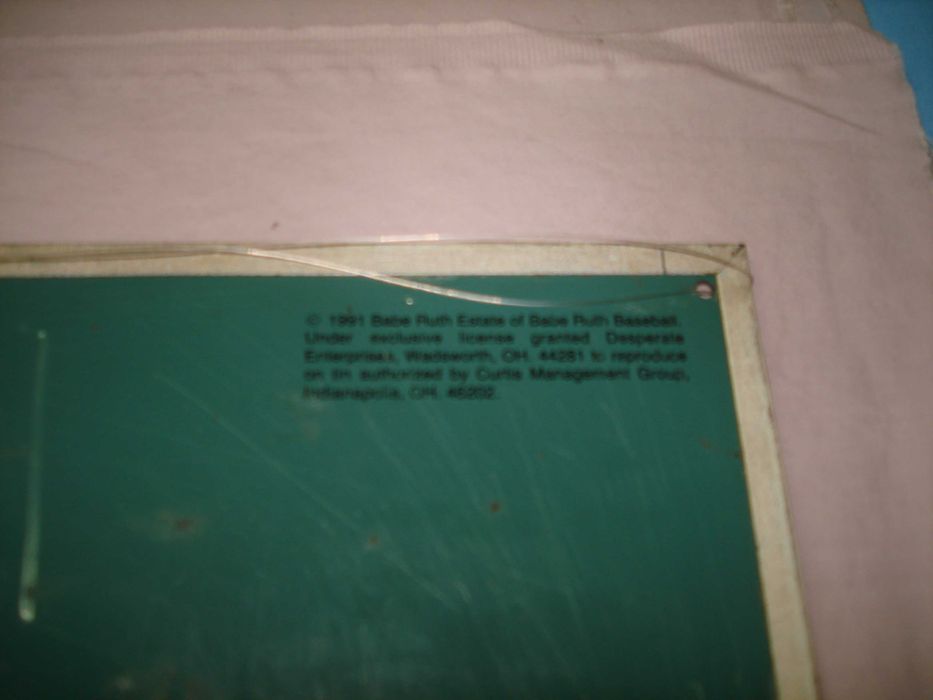 © 1991 Babe Ruth Estate of Babe Ruth Baseball.
Under exclusive license granted Desperate
Enterprises, Wadsworth, OH. 44281 to reproduce
on tin authorized by Curtis Management Group,
Indianapolis, OH. 46202.